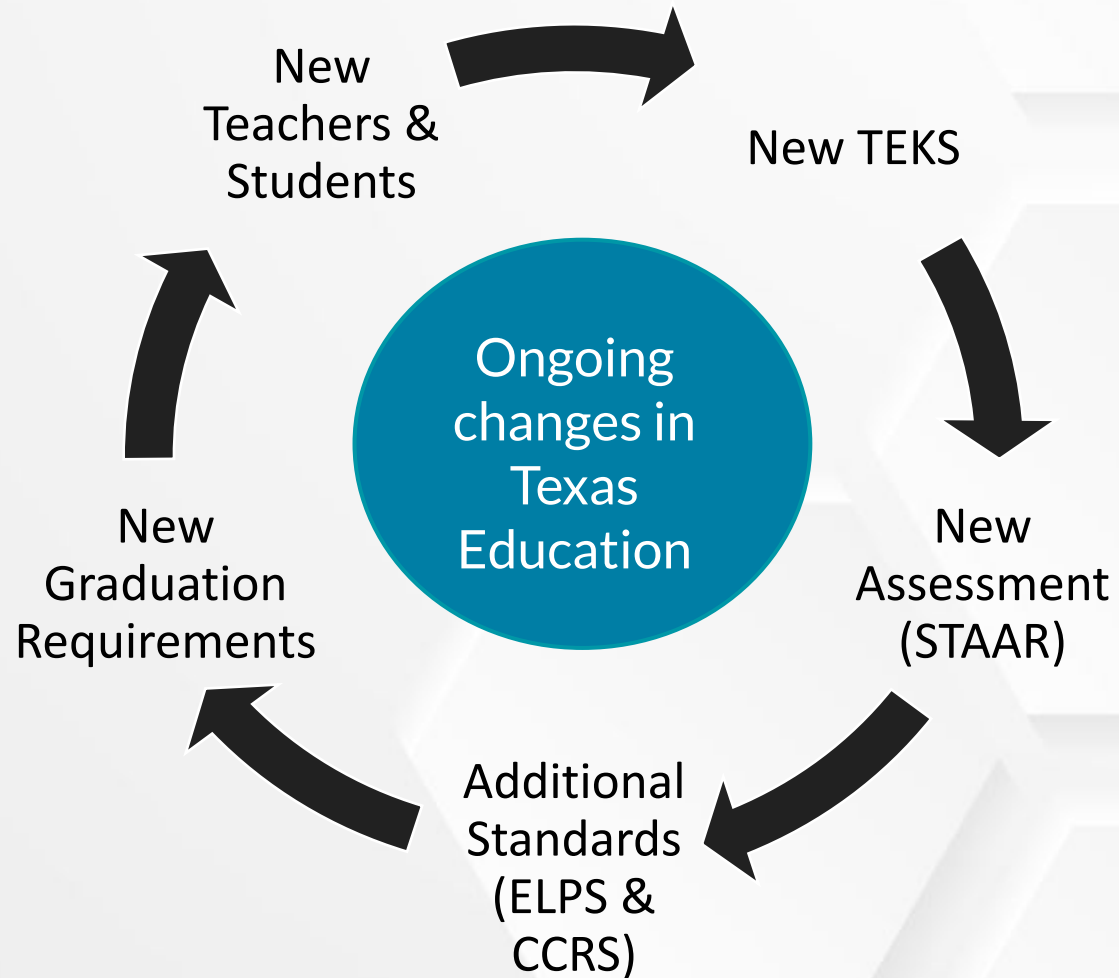 New
Teachers &
Students
New TEKS
Ongoing
changes in
Texas
Education
New
Assessment
(STAAR)
Additional
Standards
(ELPS &
CCRS)
New
Graduation
Requirements